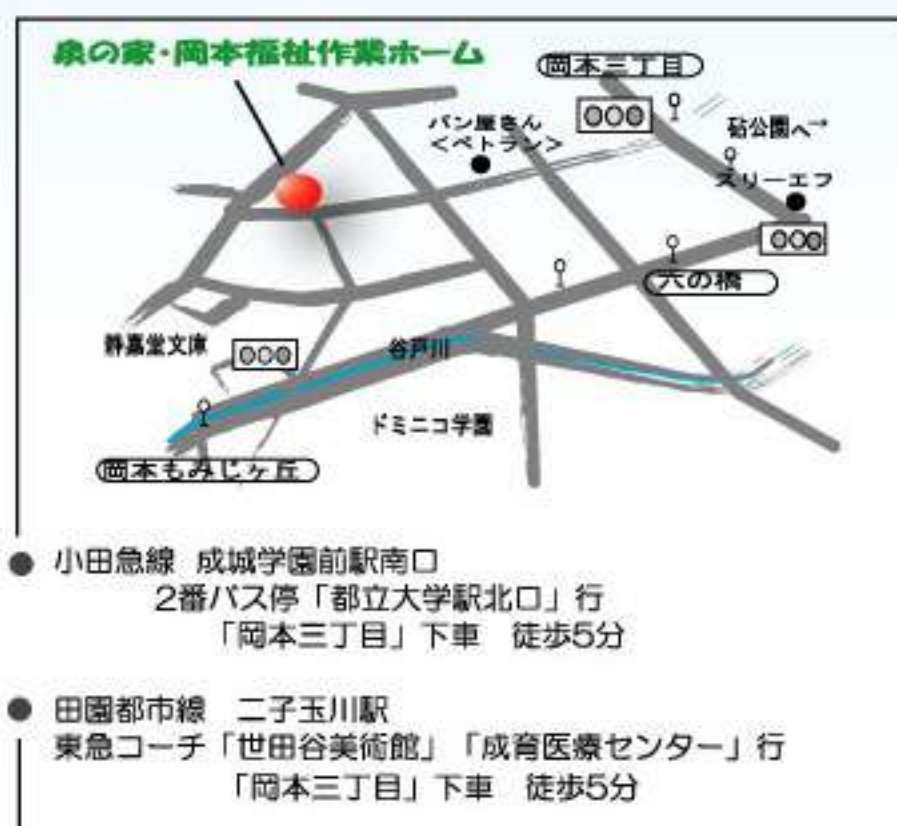 泉の家・岡本福祉作業ホーム
岡本三丁目
パン屋さん
<ベトラン>
砧公園へ→
スリーエフ
六の橋
静嘉堂文庫
谷戸川
ドミニコ学園
岡本もみじヶ丘
● 小田急線 成城学園前駅南口
2番バス停「都立大学駅北口」行
「岡本三丁目」下車 徒歩5分
● 田園都市線 二子玉川駅
東急コーチ「世田谷美術館」「成育医療センター」行
「岡本三丁目」下車 徒歩5分